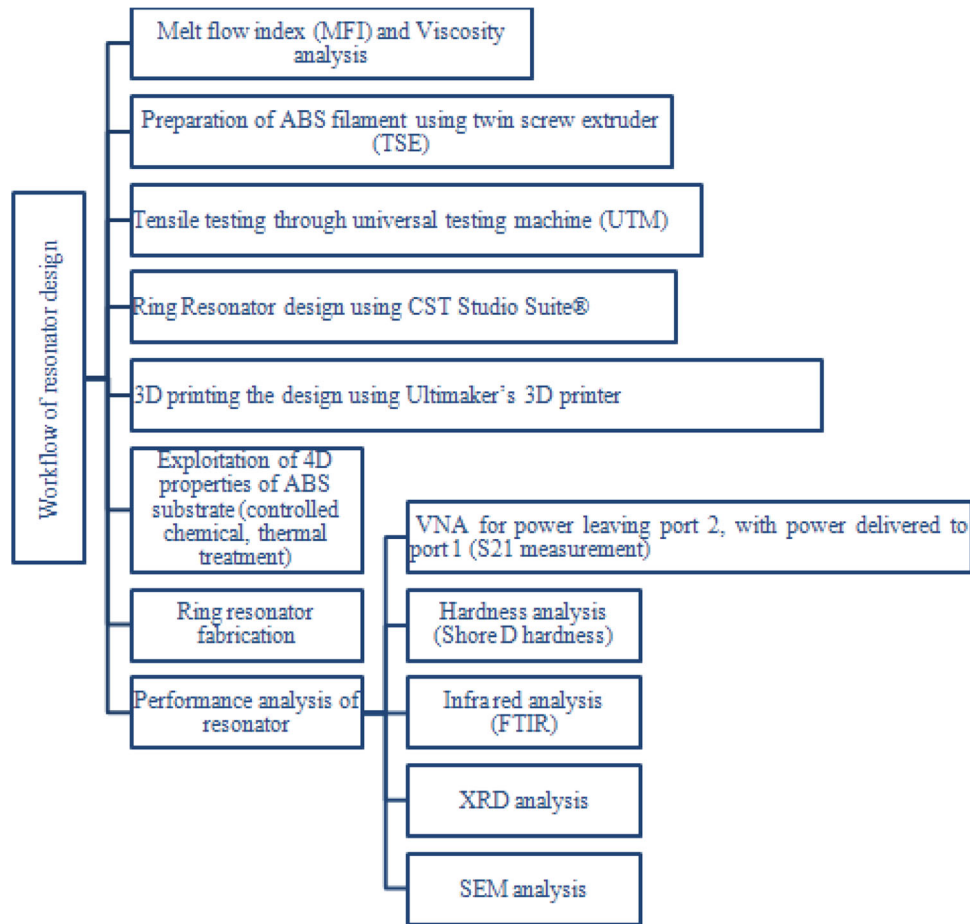 Melt flow index (MFI) and Viscosity
analysis
Preparation of ABS filament using twin screw extruder
(TSE)
Tensile testing through universal testing machine (UTM)
Workflow of resonator design
Ring Resonator design using CST Studio Suite®
3D printing the design using Ultimaker's 3D printer
Exploitation of 4D
properties of ABS
substrate (controlled
chemical, thermal
treatment)
Ring resonator
fabrication
Performance analysis of
resonator
VNA for power leaving port 2, with power delivered to
port 1 (S21 measurement)
Hardness analysis
(Shore D hardness)
Infrared analysis
(FTIR)
XRD analysis
SEM analysis